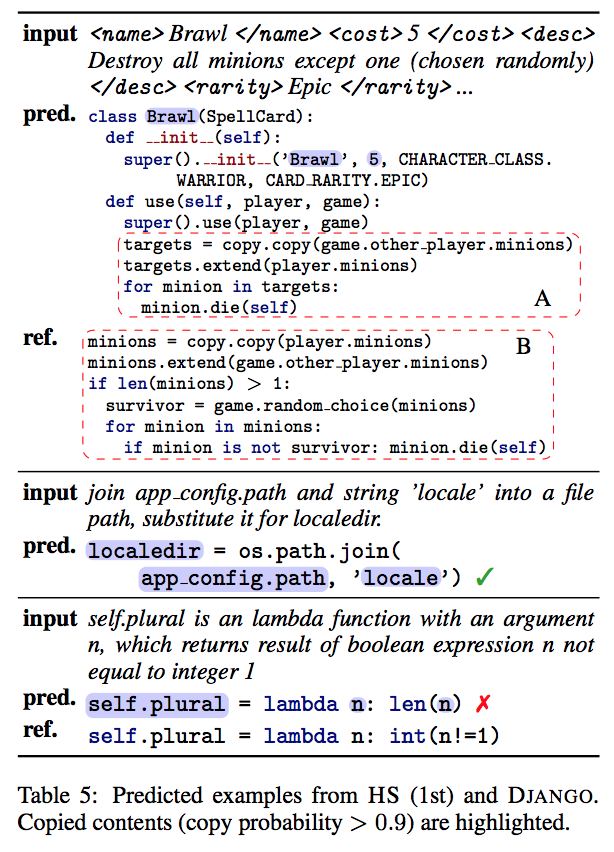 input <name> Brawl </name> <cost> 5 </cost> <desc>
Destroy all minions except one (chosen randomly)
</desc> <rarity> Epic </rarity> ...
pred. class Brawl(SpellCard):
def __init__(self):
super().__init__('Brawl', 5, CHARACTER_CLASS.
WARRIOR, CARD_RARITY.EPIC)
def use(self, player, game):
super().use(player, game)
targets = copy.copy(game.other_player.minions)
targets.extend(player.minions)
for minion in targets:
minion.die(self)
A
ref. minions = copy.copy(player.minions)
B
minions.extend(game.other_player.minions)
if len(minions) > 1:
survivor = game.random_choice(minions)
for minion in minions:
if minion is not survivor: minion.die(self)
input join app_config.path and string 'locale' into a file
path, substitute it for localedir.
pred. localedir = os.path.join(
app_config.path, 'locale') ✓
input self.plural is an lambda function with an argument
n, which returns result of boolean expression n not
equal to integer 1
pred. self.plural = lambda n: len(n) ✗
ref. self.plural = lambda n: int(n!=1)
Table 5: Predicted examples from HS (1st) and DJANGO.
Copied contents (copy probability > 0.9) are highlighted.